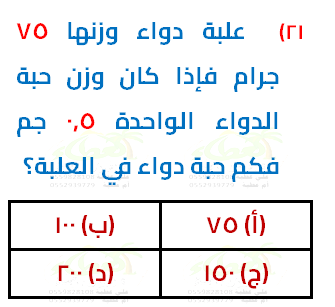 ٢١) علبة دواء وزنها ٧٥
جرام فإذا كان وزن حبة
الدواء الواحدة ٠,٥ جم
فكم حبة دواء في العلبة؟
(أ) ٧٥ (ب) ١٠٠
(ج) ١٥٠ (د) ٢٠٠